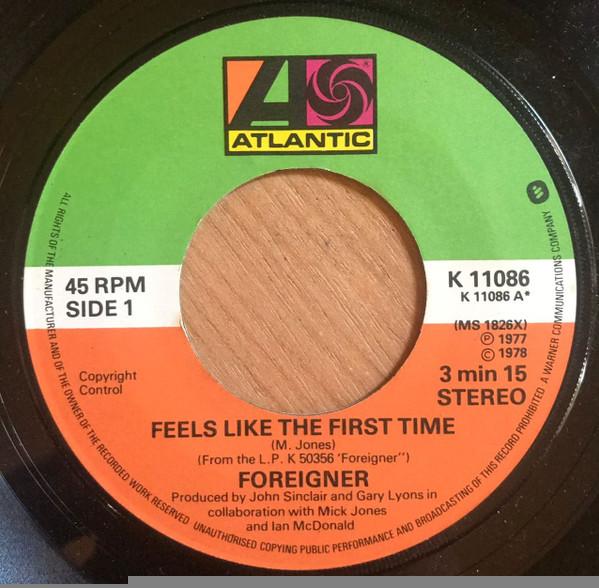 ATLANTIC
45 RPM
SIDE 1
K 11086
K 11086 A*
(MS 1826X)
Ⓟ 1977
© 1978
3 min 15
STEREO
Copyright
Control
FEELS LIKE THE FIRST TIME
(M. Jones)
(From the L.P. K 50356 'Foreigner'')
FOREIGNER
Produced by John Sinclair and Gary Lyons in
collaboration with Mick Jones
and Ian McDonald
ALL RIGHTS OF THE MANUFACTURER AND OF THE OWNER OF THE RECORDED WORK RESERVED UNAUTHORISED COPYING PUBLIC PERFORMANCE AND BROADCASTING OF THIS RECORD PROHIBITED A WARNER COMMUNICATIONS COMPANY